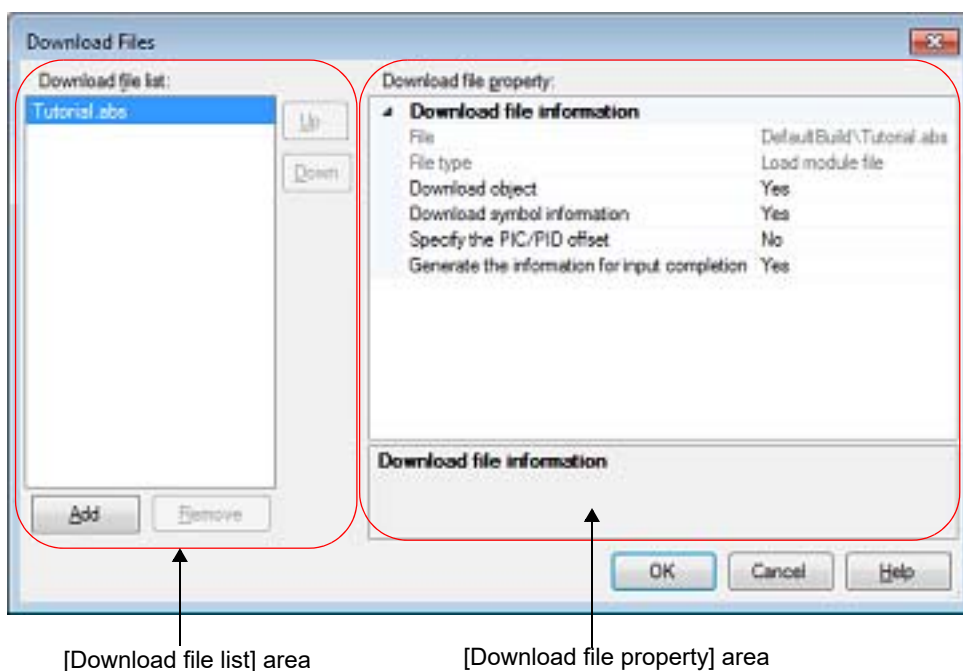 Download Files
Download file list:
Tutorial.abs
Up
Down
Add
Remove
Download file property:
Download file information
File DefaultBuild\Tutorial.abs
File type Load module file
Download object Yes
Download symbol information Yes
Specify the PIC/PID offset No
Generate the information for input completion Yes
Download file information
OK
Cancel
Help
[Download file list] area
[Download file property] area